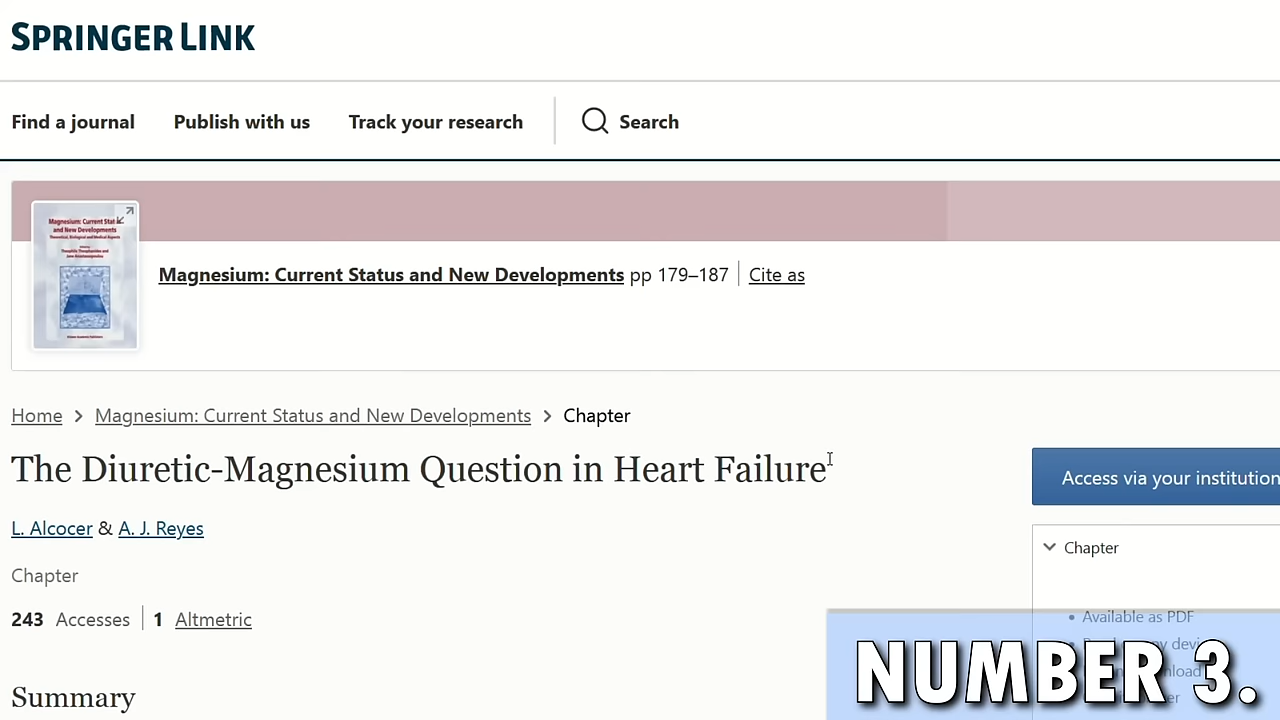 SPRINGER LINK
Find a journal Publish with us Track your research Search
Magnesium: Current Status and New Developments pp 179–187 Cite as
Home > Magnesium: Current Status and New Developments > Chapter
The Diuretic-Magnesium Question in Heart Failure
L. Alcocer & A. J. Reyes
Chapter
243 Accesses 1 Altmetric
Summary
Access via your institution
Chapter
Available as PDF
NUMBER 3.